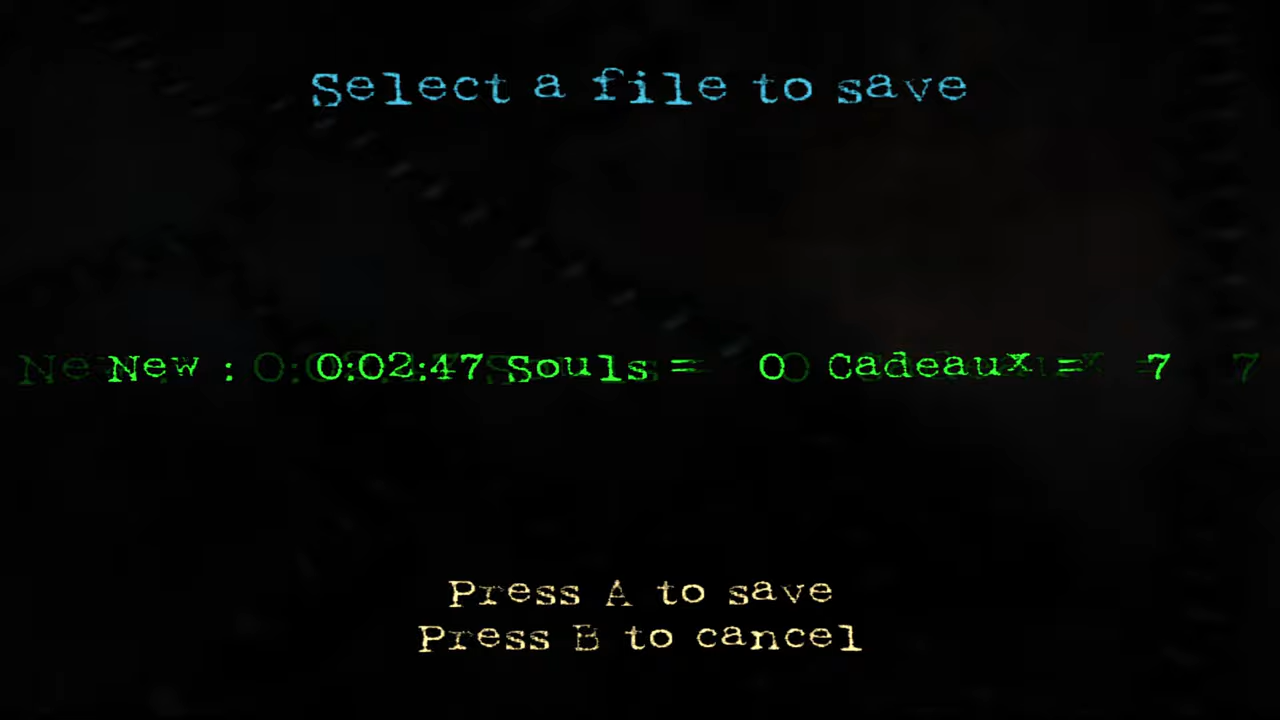 Select a file to save
New : 0:02:47 Souls = 0 Cadeaux = 7
Press A to save
Press B to cancel